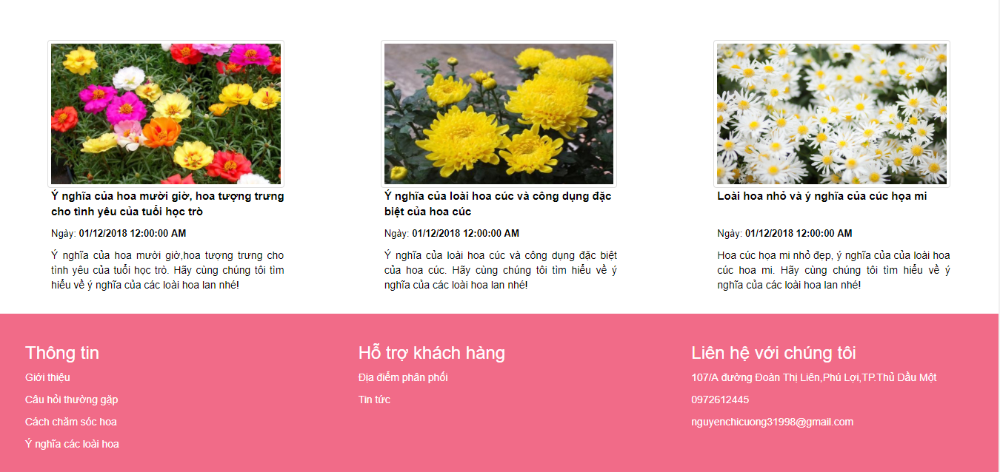 Ý nghĩa của hoa mười giờ, hoa tượng trưng
cho tình yêu của tuổi học trò
Ngày: 01/12/2018 12:00:00 AM
Ý nghĩa của hoa mười giờ,hoa tượng trưng cho
tình yêu của tuổi học trò. Hãy cùng chúng tôi tìm
hiểu về ý nghĩa của các loài hoa lan nhé!
Ý nghĩa của loài hoa cúc và công dụng đặc
biệt của hoa cúc
Ngày: 01/12/2018 12:00:00 AM
Ý nghĩa của loài hoa cúc và công dụng đặc biệt
của hoa cúc. Hãy cùng chúng tôi tìm hiểu về ý
nghĩa của các loài hoa lan nhé!
Loài hoa nhỏ và ý nghĩa của cúc họa mi
Ngày: 01/12/2018 12:00:00 AM
Hoa cúc họa mi nhỏ đẹp, ý nghĩa của của loài hoa
cúc hoa mi. Hãy cùng chúng tôi tìm hiểu về ý
nghĩa của các loài hoa lan nhé!
Thông tin
Giới thiệu
Câu hỏi thường gặp
Cách chăm sóc hoa
Ý nghĩa các loài hoa
Hỗ trợ khách hàng
Địa điểm phân phối
Tin tức
Liên hệ với chúng tôi
107/A đường Đoàn Thị Liên,Phú Lợi,TP.Thủ Dầu Một
0972612445
nguyenchicuong31998@gmail.com